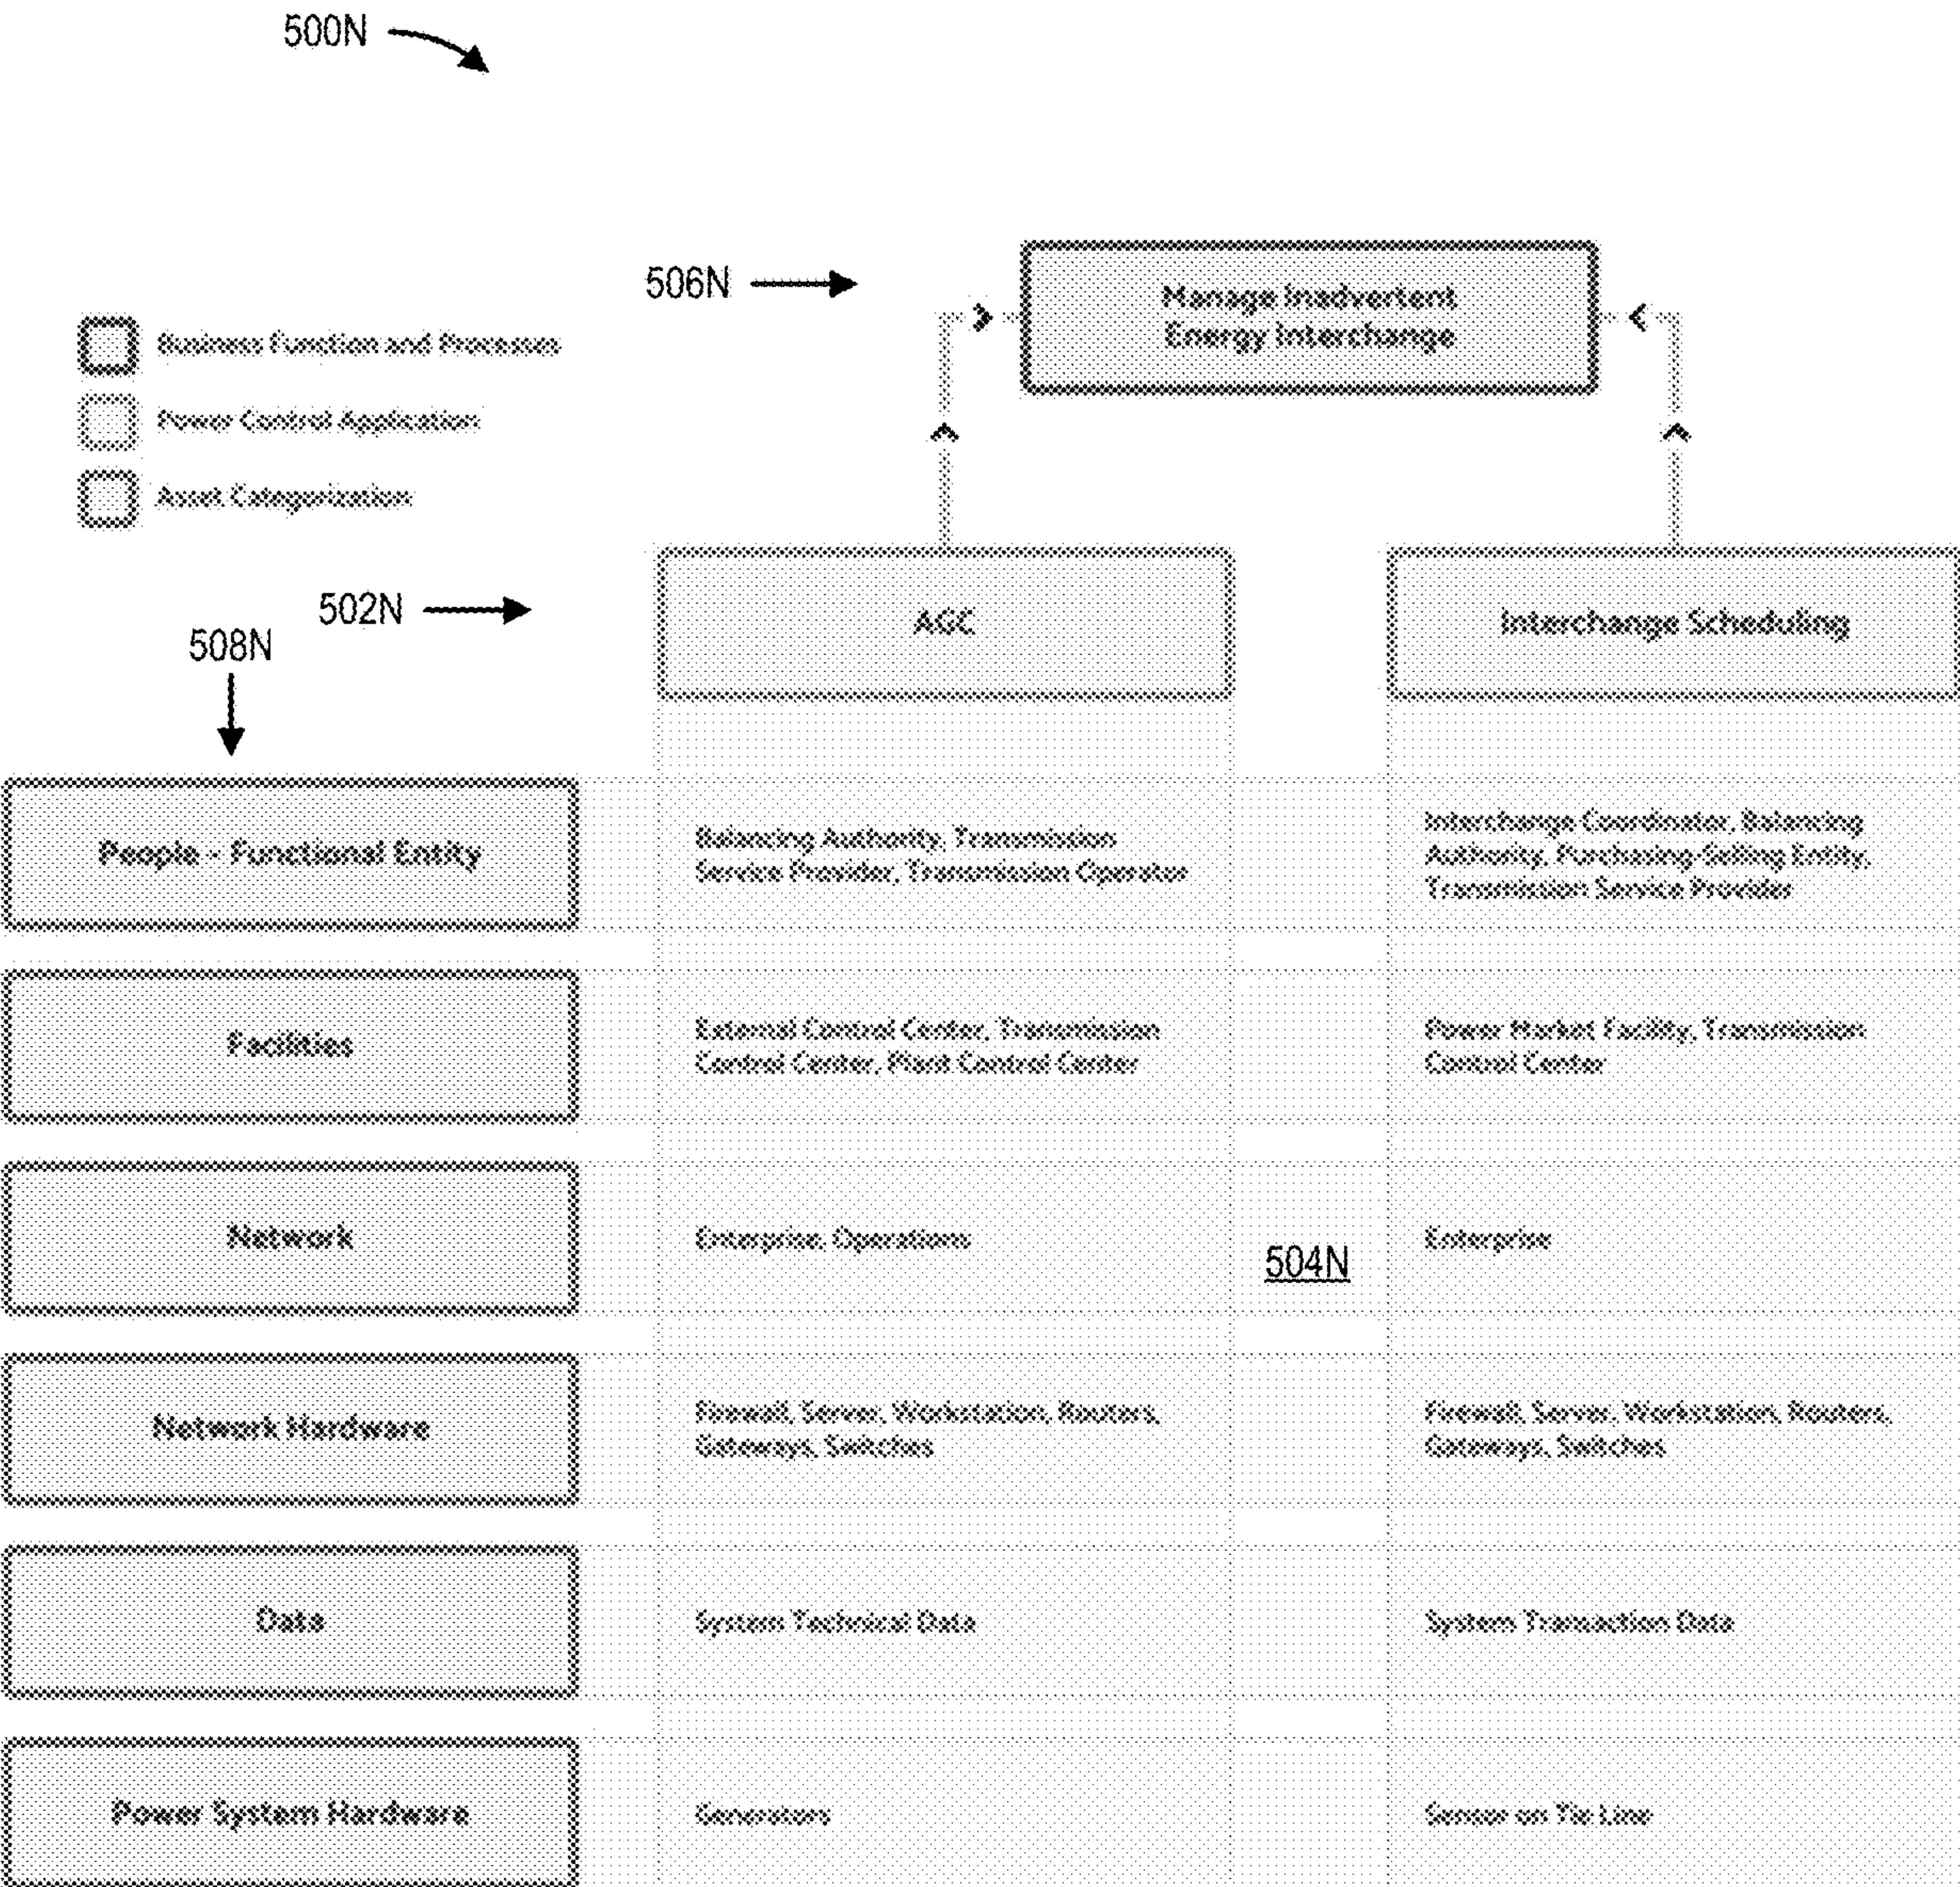 500N
506N
Manage Inadvertent
Energy Interchange
Business Function and Processes
Power Control Application
Asset Categorization
502N
AGC
Interchange Scheduling
508N
People - Functional Entity
Balancing Authority, Transmission
Service Provider, Transmission Operator
Interchange Coordinator, Balancing
Authority, Purchasing-Selling Entity,
Transmission Service Provider
Facilities
External Control Center, Transmission
Control Center, Plant Control Center
Power Market Facility, Transmission
Control Center
Network
Enterprise, Operations
504N
Enterprise
Network Hardware
Firewall, Server, Workstation, Routers,
Gateways, Switches
Firewall, Server, Workstation, Routers,
Gateways, Switches
Data
System Technical Data
System Transaction Data
Power System Hardware
Generators
Sensor on Tie Line